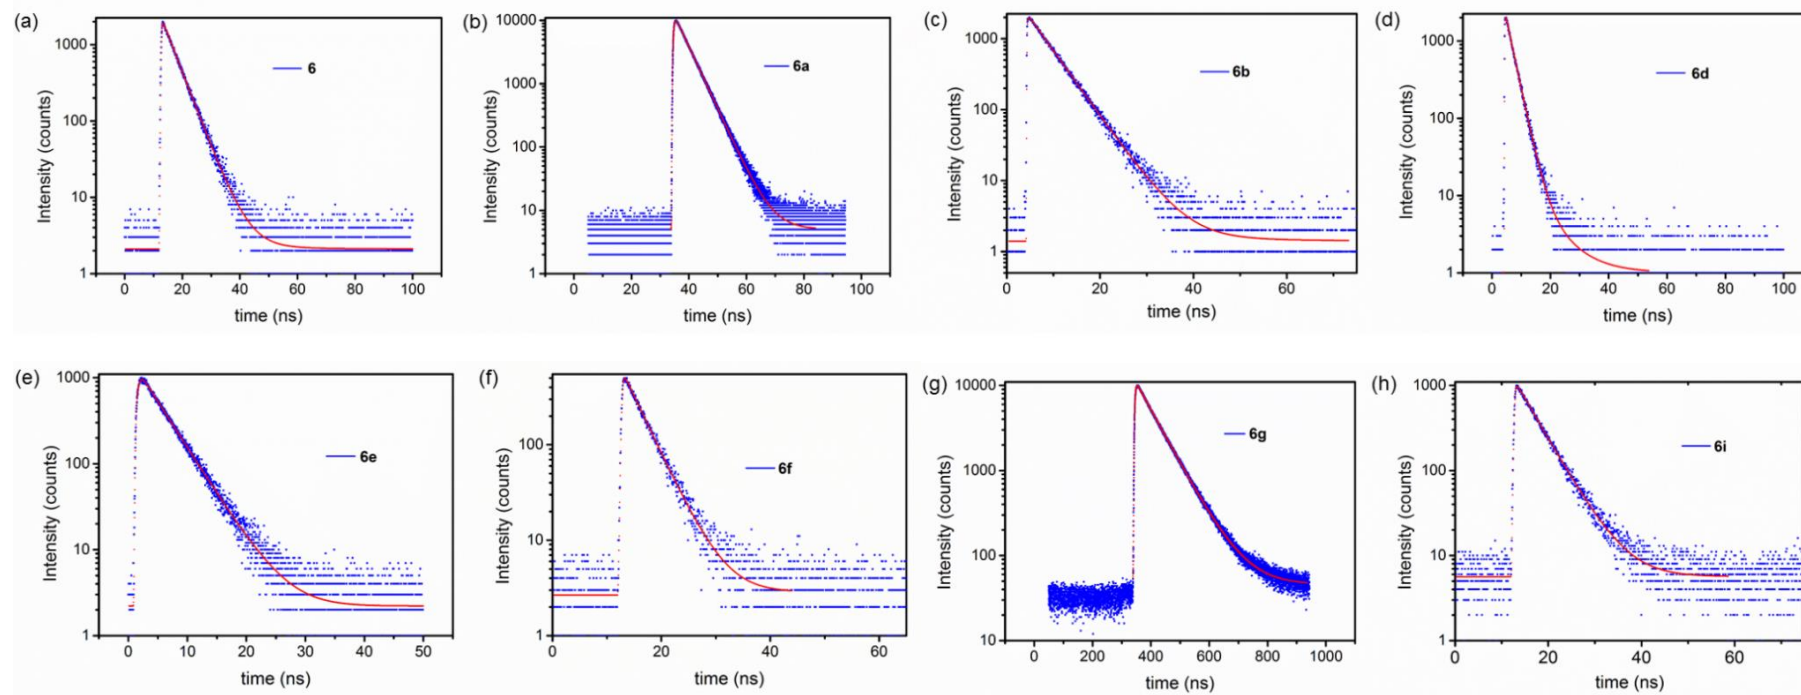 (a)
Intensity (counts)
1000
100
10
1
6
0 20 40 60 80 100
time (ns)
(b)
Intensity (counts)
10000
1000
100
10
1
6a
0 20 40 60 80 100
time (ns)
(c)
Intensity (counts)
1000
100
10
1
6b
0 20 40 60
time (ns)
(d)
Intensity (counts)
1000
100
10
1
6d
0 20 40 60 80 100
time (ns)
(e)
Intensity (counts)
1000
100
10
1
6e
0 10 20 30 40 50
time (ns)
(f)
Intensity (counts)
100
10
1
6f
0 20 40 60
time (ns)
(g)
Intensity (counts)
10000
1000
100
10
6g
0 200 400 600 800 1000
time (ns)
(h)
Intensity (counts)
1000
100
10
1
6i
0 20 40 60
time (ns)